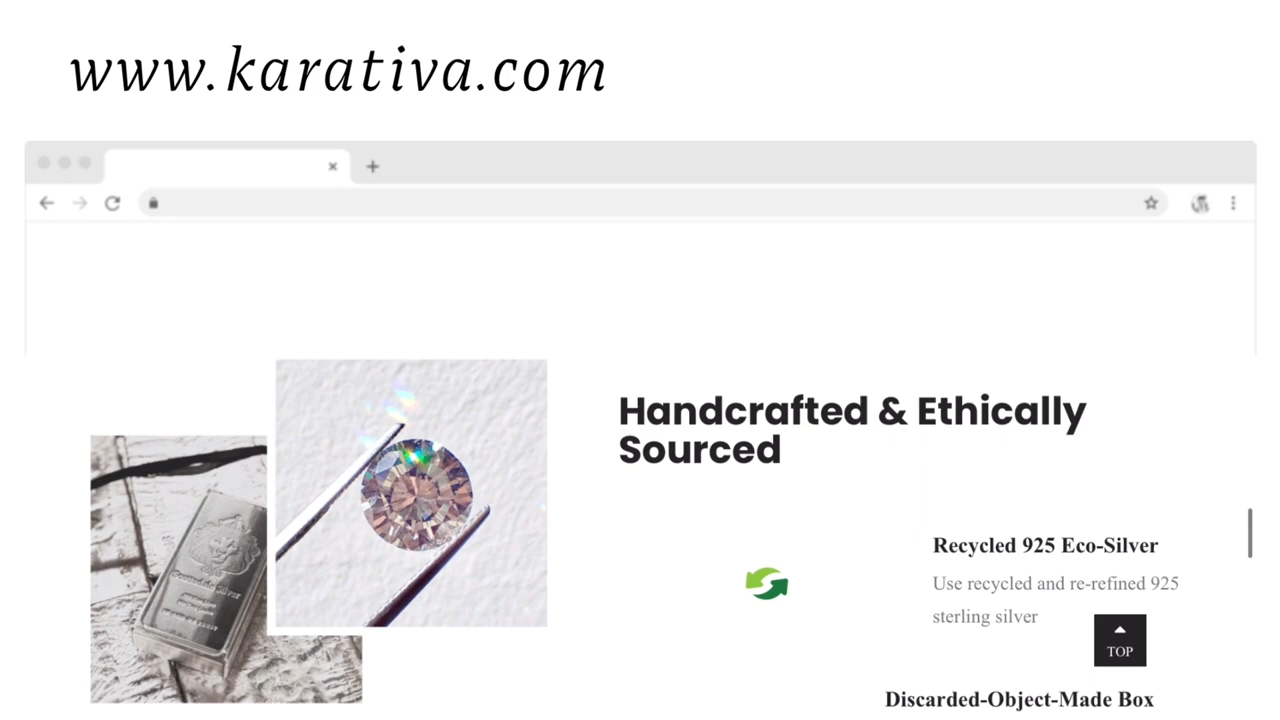 www.karativa.com
Handcrafted & Ethically
Sourced
Recycled 925 Eco-Silver
Use recycled and re-refined 925
sterling silver
TOP
Discarded-Object-Made Box